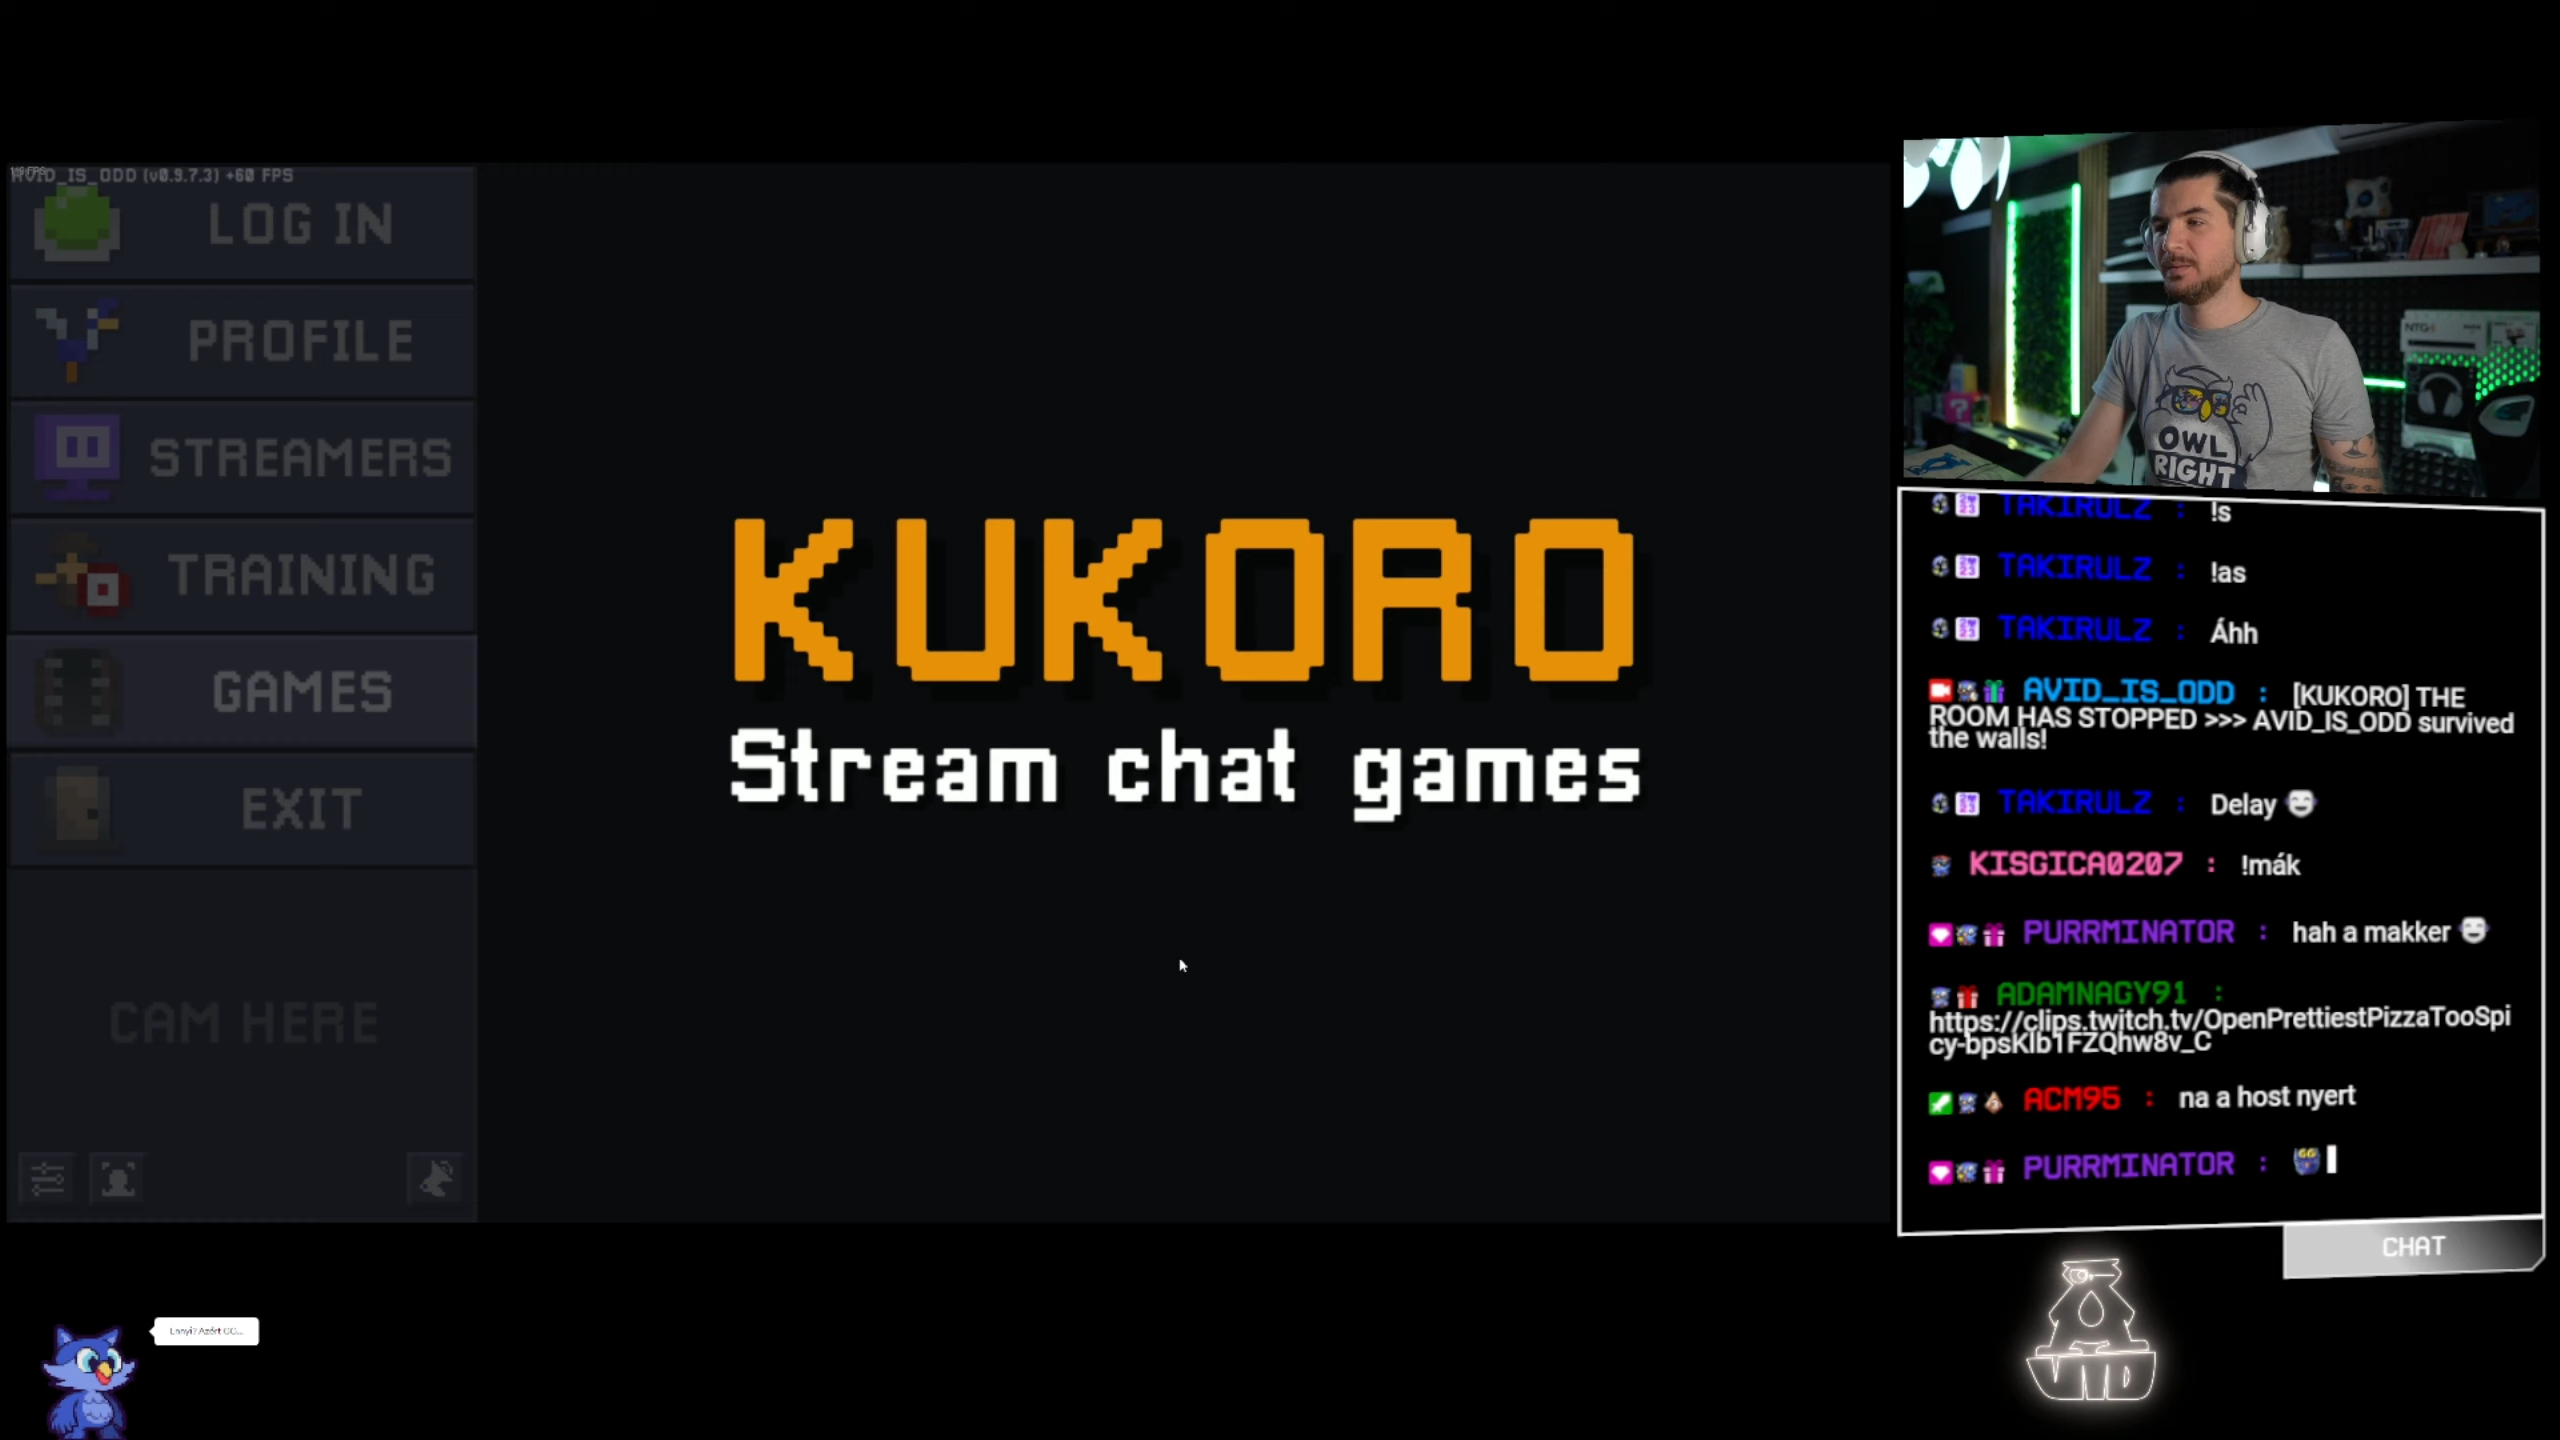 AVID_IS_ODD (v0.9.7.3) +60 FPS
LOG IN
PROFILE
STREAMERS
TRAINING
GAMES
EXIT
CAM HERE
KUKORO
Stream chat games
OWL
RIGHT
TAKIRULZ : !s
TAKIRULZ : !as
TAKIRULZ : Áhh
AVID_IS_ODD : [KUKORO] THE
ROOM HAS STOPPED >>> AVID_IS_ODD survived
the walls!
TAKIRULZ : Delay
KISGICA0207 : !mák
PURRMINATOR : hah a makker
ADAMNAGY91 :
https://clips.twitch.tv/OpenPrettiestPizzaTooSpi
cy-bpsKlb1FZQhw8v_C
ACM95 : na a host nyert
PURRMINATOR :
CHAT